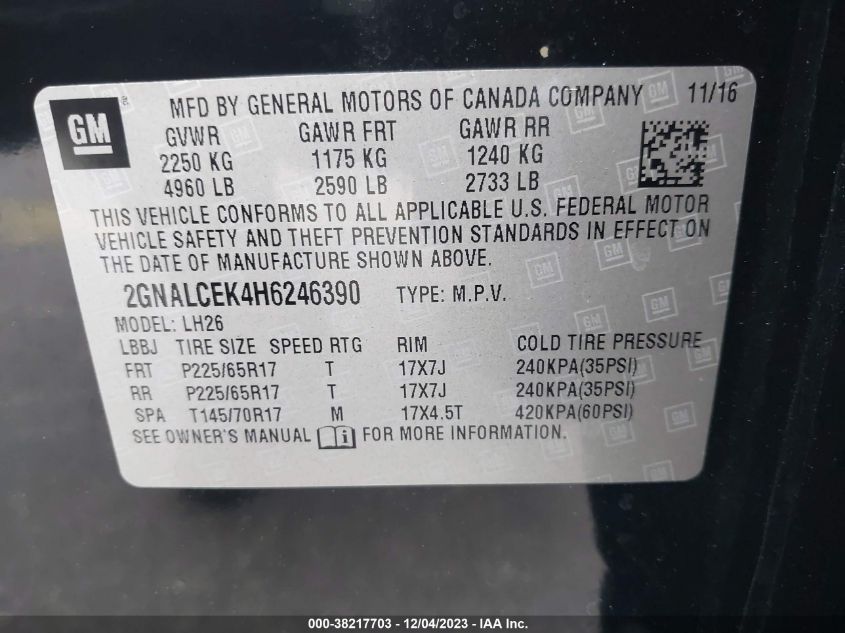 GM
MFD BY GENERAL MOTORS OF CANADA COMPANY 11/16
GVWR GAWR FRT GAWR RR
2250 KG 1175 KG 1240 KG
4960 LB 2590 LB 2733 LB
THIS VEHICLE CONFORMS TO ALL APPLICABLE U.S. FEDERAL MOTOR
VEHICLE SAFETY AND THEFT PREVENTION STANDARDS IN EFFECT ON
THE DATE OF MANUFACTURE SHOWN ABOVE.
2GNALCEK4H6246390 TYPE: M.P.V.
MODEL: LH26
LBBJ TIRE SIZE SPEED RTG RIM COLD TIRE PRESSURE
FRT P225/65R17 T 17X7J 240KPA(35PSI)
RR P225/65R17 T 17X7J 240KPA(35PSI)
SPA T145/70R17 M 17X4.5T 420KPA(60PSI)
SEE OWNER'S MANUAL i FOR MORE INFORMATION.
000-38217703 - 12/04/2023 - IAA Inc.